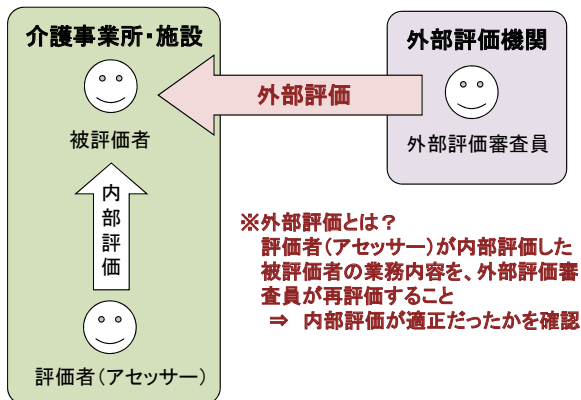 介護事業所・施設
被評価者
内部評価
評価者(アセッサー)
外部評価
外部評価機関
外部評価審査員
※外部評価とは?
評価者(アセッサー)が内部評価した
被評価者の業務内容を、外部評価審
査員が再評価すること
⇒ 内部評価が適正だったかを確認